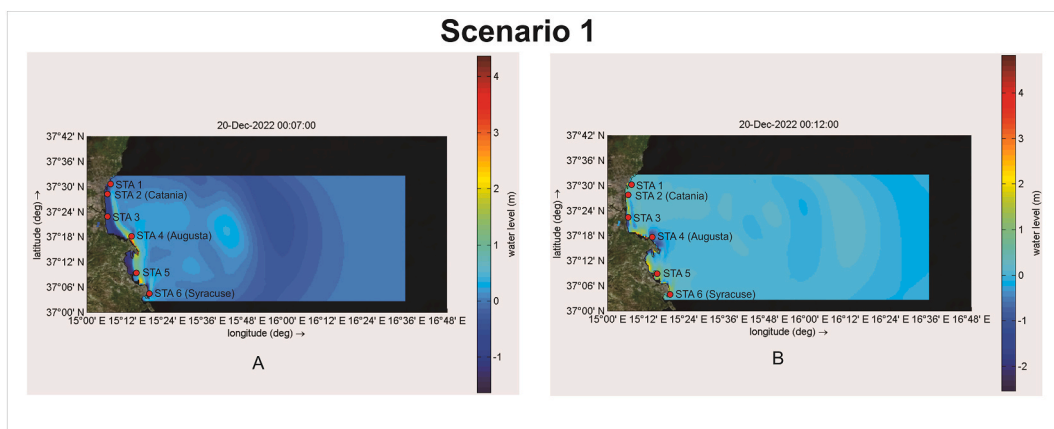 Scenario 1
20-Dec-2022 00:07:00
37°42' N
37°36' N
37°30' N
37°24' N
37°18' N
37°12' N
37°06' N
37°00' N
latitude (deg) →
STA 1
STA 2 (Catania)
STA 3
STA 4 (Augusta)
STA 5
STA 6 (Syracuse)
15°00' E 15°12' E 15°24' E 15°36' E 15°48' E 16°00' E 16°12' E 16°24' E 16°36' E 16°48' E
longitude (deg) →
4
3
2
1
0
-1
water level (m)
A
20-Dec-2022 00:12:00
37°42' N
37°36' N
37°30' N
37°24' N
37°18' N
37°12' N
37°06' N
37°00' N
latitude (deg) →
STA 1
STA 2 (Catania)
STA 3
STA 4 (Augusta)
STA 5
STA 6 (Syracuse)
15°00' E 15°12' E 15°24' E 15°36' E 15°48' E 16°00' E 16°12' E 16°24' E 16°36' E 16°48' E
longitude (deg) →
4
3
2
1
0
-1
-2
water level (m)
B